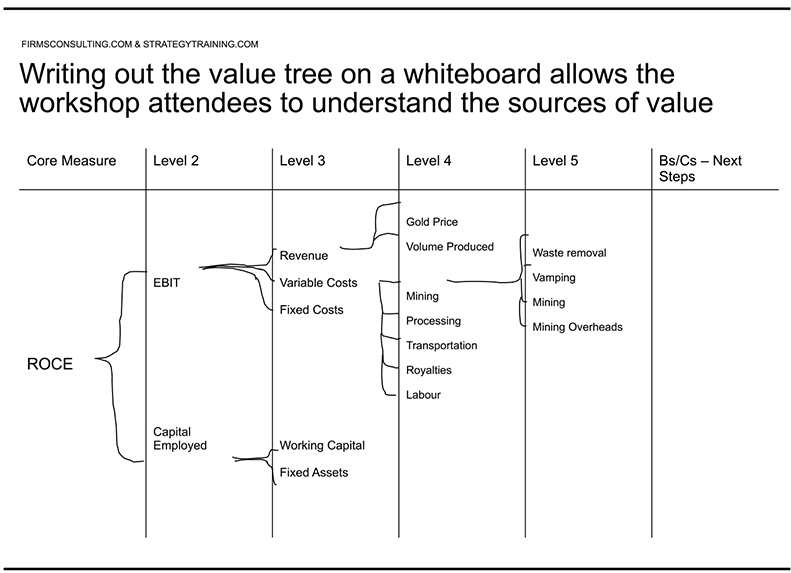 FIRMSCONSULTING.COM & STRATEGYTRAINING.COM
Writing out the value tree on a whiteboard allows the
workshop attendees to understand the sources of value
Core Measure
Level 2
Level 3
Level 4
Level 5
Bs/Cs – Next
Steps
ROCE
EBIT
Capital
Employed
Revenue
Variable Costs
Fixed Costs
Working Capital
Fixed Assets
Gold Price
Volume Produced
Mining
Processing
Transportation
Royalties
Labour
Waste removal
Vamping
Mining
Mining Overheads